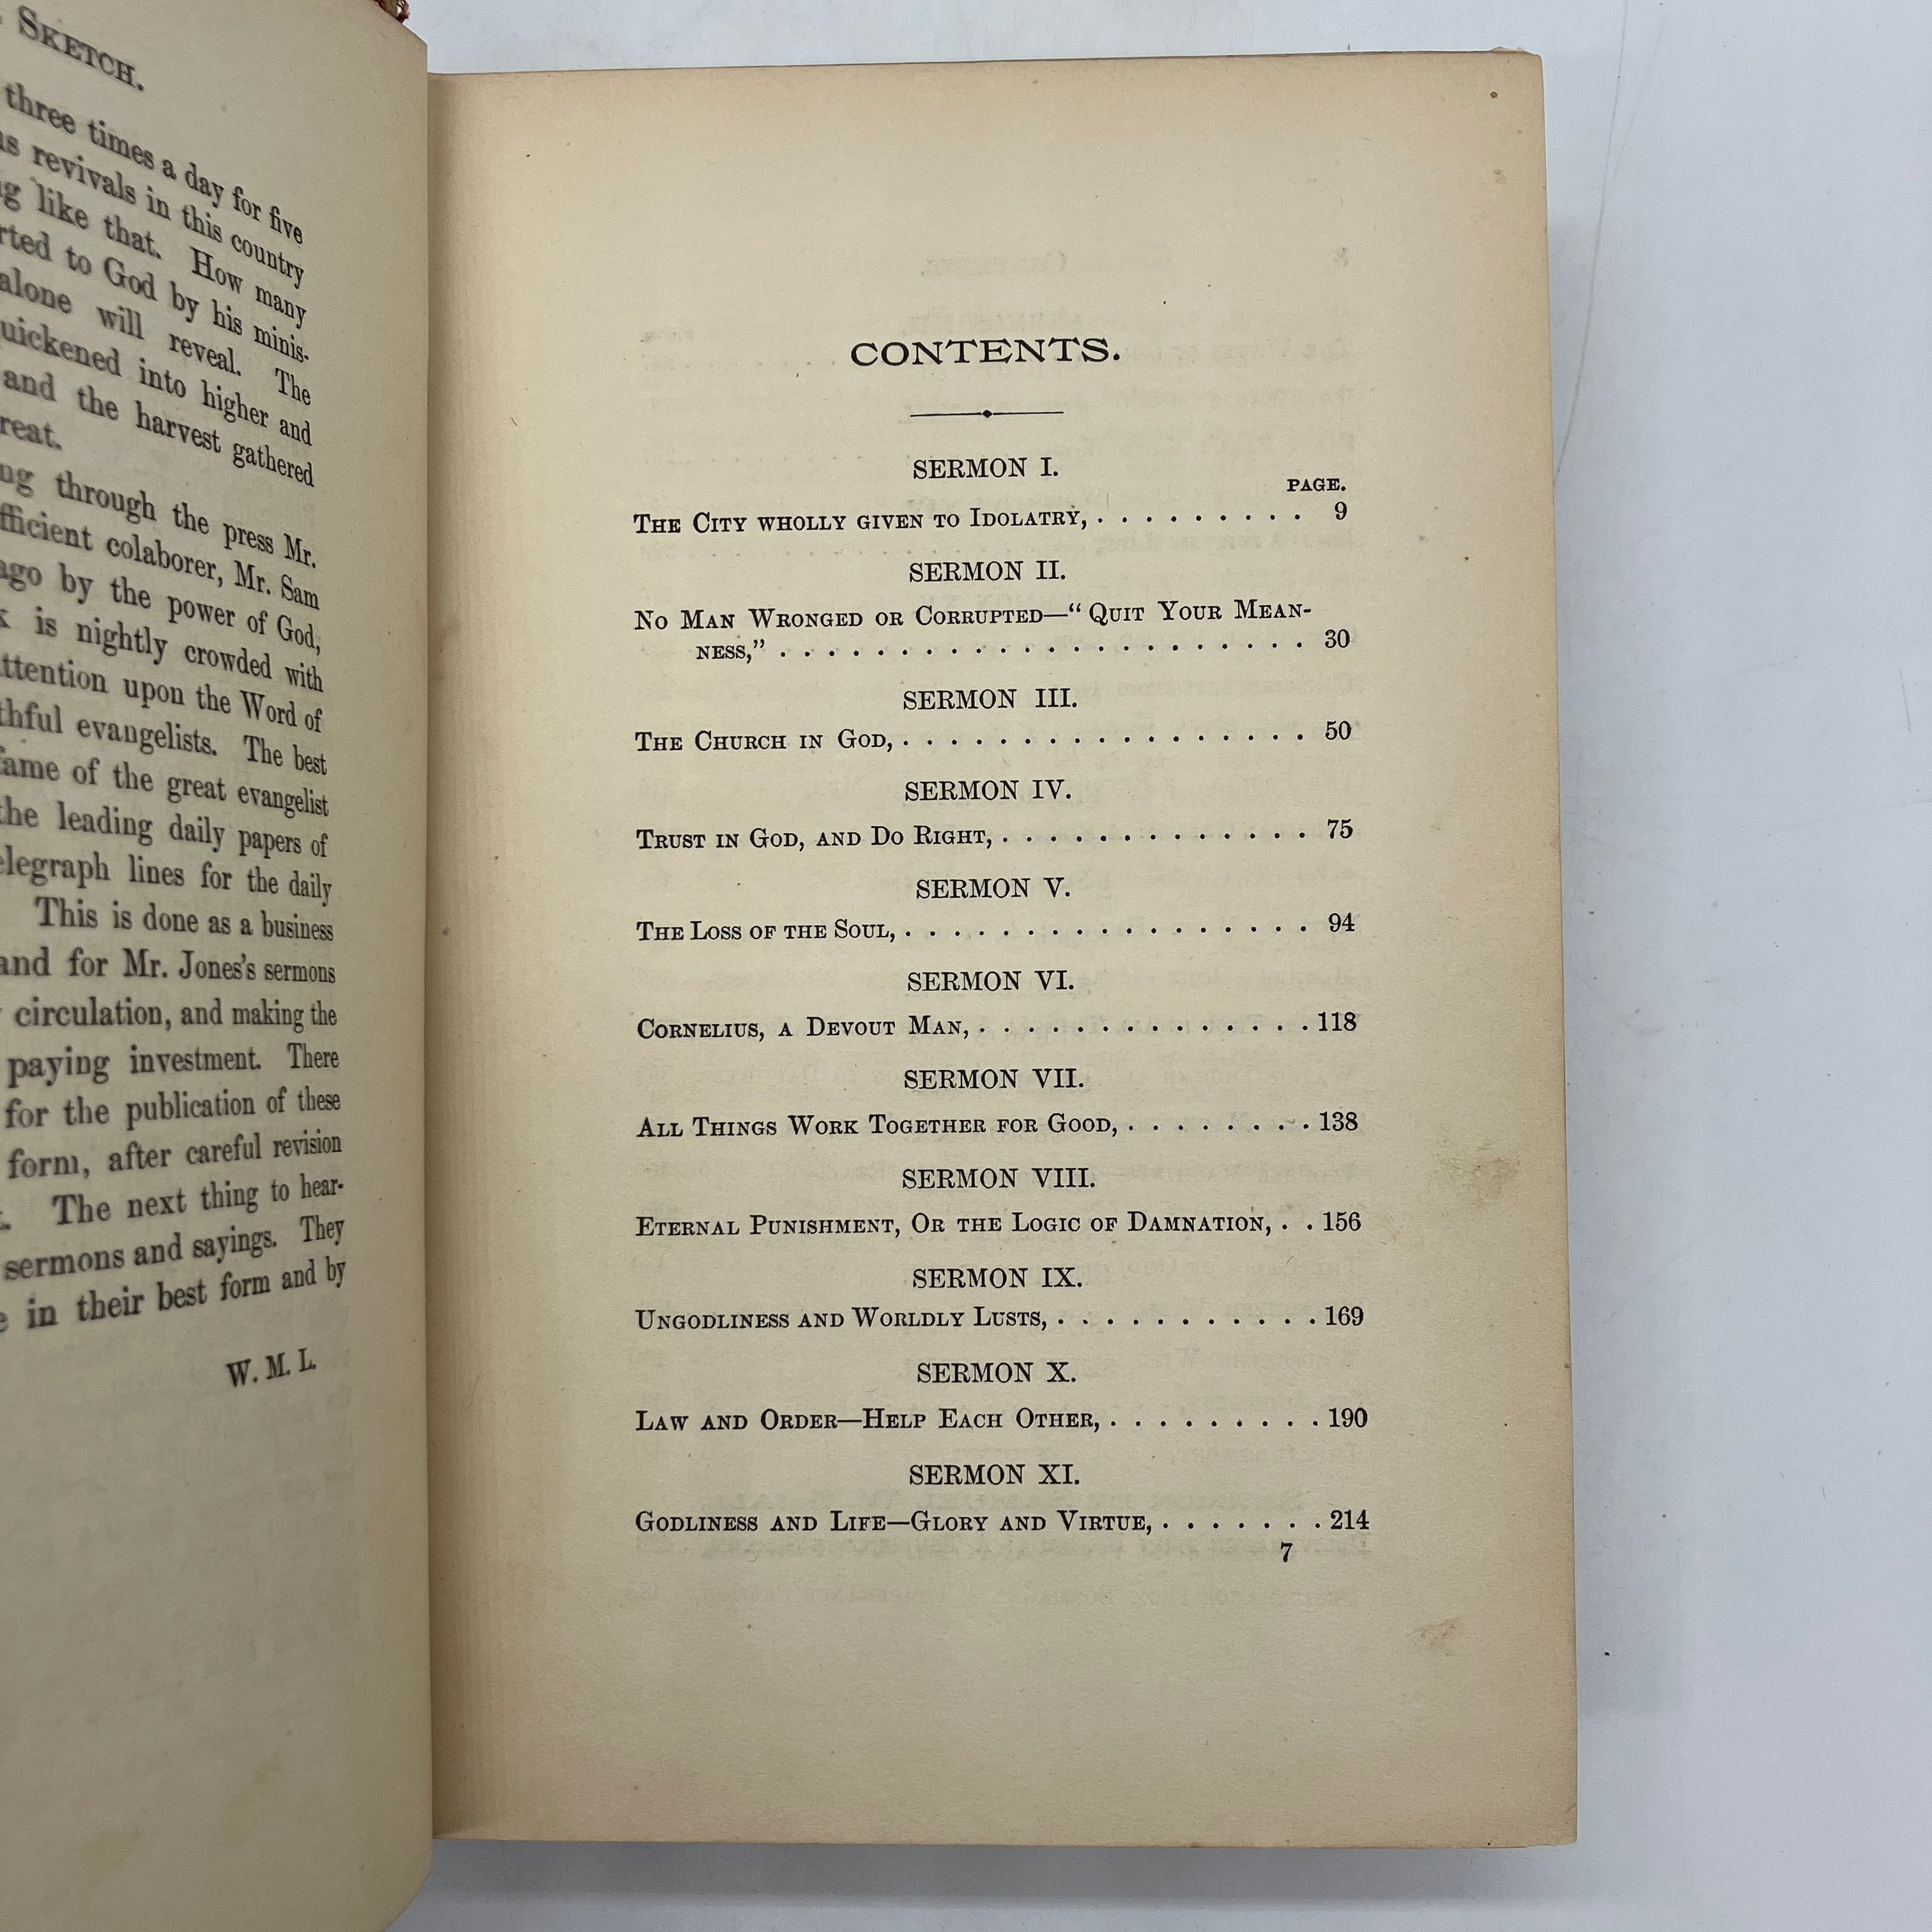 Sketch.
three times a day for five
revivals in this country
like that. How many
to God by his minis-
alone will reveal. The
into higher and
and the harvest gathered
through the press Mr.
colaborer, Mr. Sam
ago by the power of God,
is nightly crowded with
upon the Word of
evangelists. The best
of the great evangelist
the leading daily papers of
lines for the daily
This is done as a business
and for Mr. Jones's sermons
circulation, and making the
paying investment. There
for the publication of these
form, after careful revision
The next thing to hear-
sermons and sayings. They
in their best form and by
W. M. L.
CONTENTS.
SERMON I.
PAGE.
The City wholly given to Idolatry, . . . . . . . . . 9
SERMON II.
No Man Wronged or Corrupted—“Quit Your Mean-
ness,” . . . . . . . . . . . . . . . . . . . . . . 30
SERMON III.
The Church in God, . . . . . . . . . . . . . . . . . 50
SERMON IV.
Trust in God, and Do Right, . . . . . . . . . . . . . 75
SERMON V.
The Loss of the Soul, . . . . . . . . . . . . . . . . . 94
SERMON VI.
Cornelius, a Devout Man, . . . . . . . . . . . . . . 118
SERMON VII.
All Things Work Together for Good, . . . . . . . . 138
SERMON VIII.
Eternal Punishment, Or the Logic of Damnation, . . 156
SERMON IX.
Ungodliness and Worldly Lusts, . . . . . . . . . . . 169
SERMON X.
Law and Order—Help Each Other, . . . . . . . . . 190
SERMON XI.
Godliness and Life—Glory and Virtue, . . . . . . . 214
7